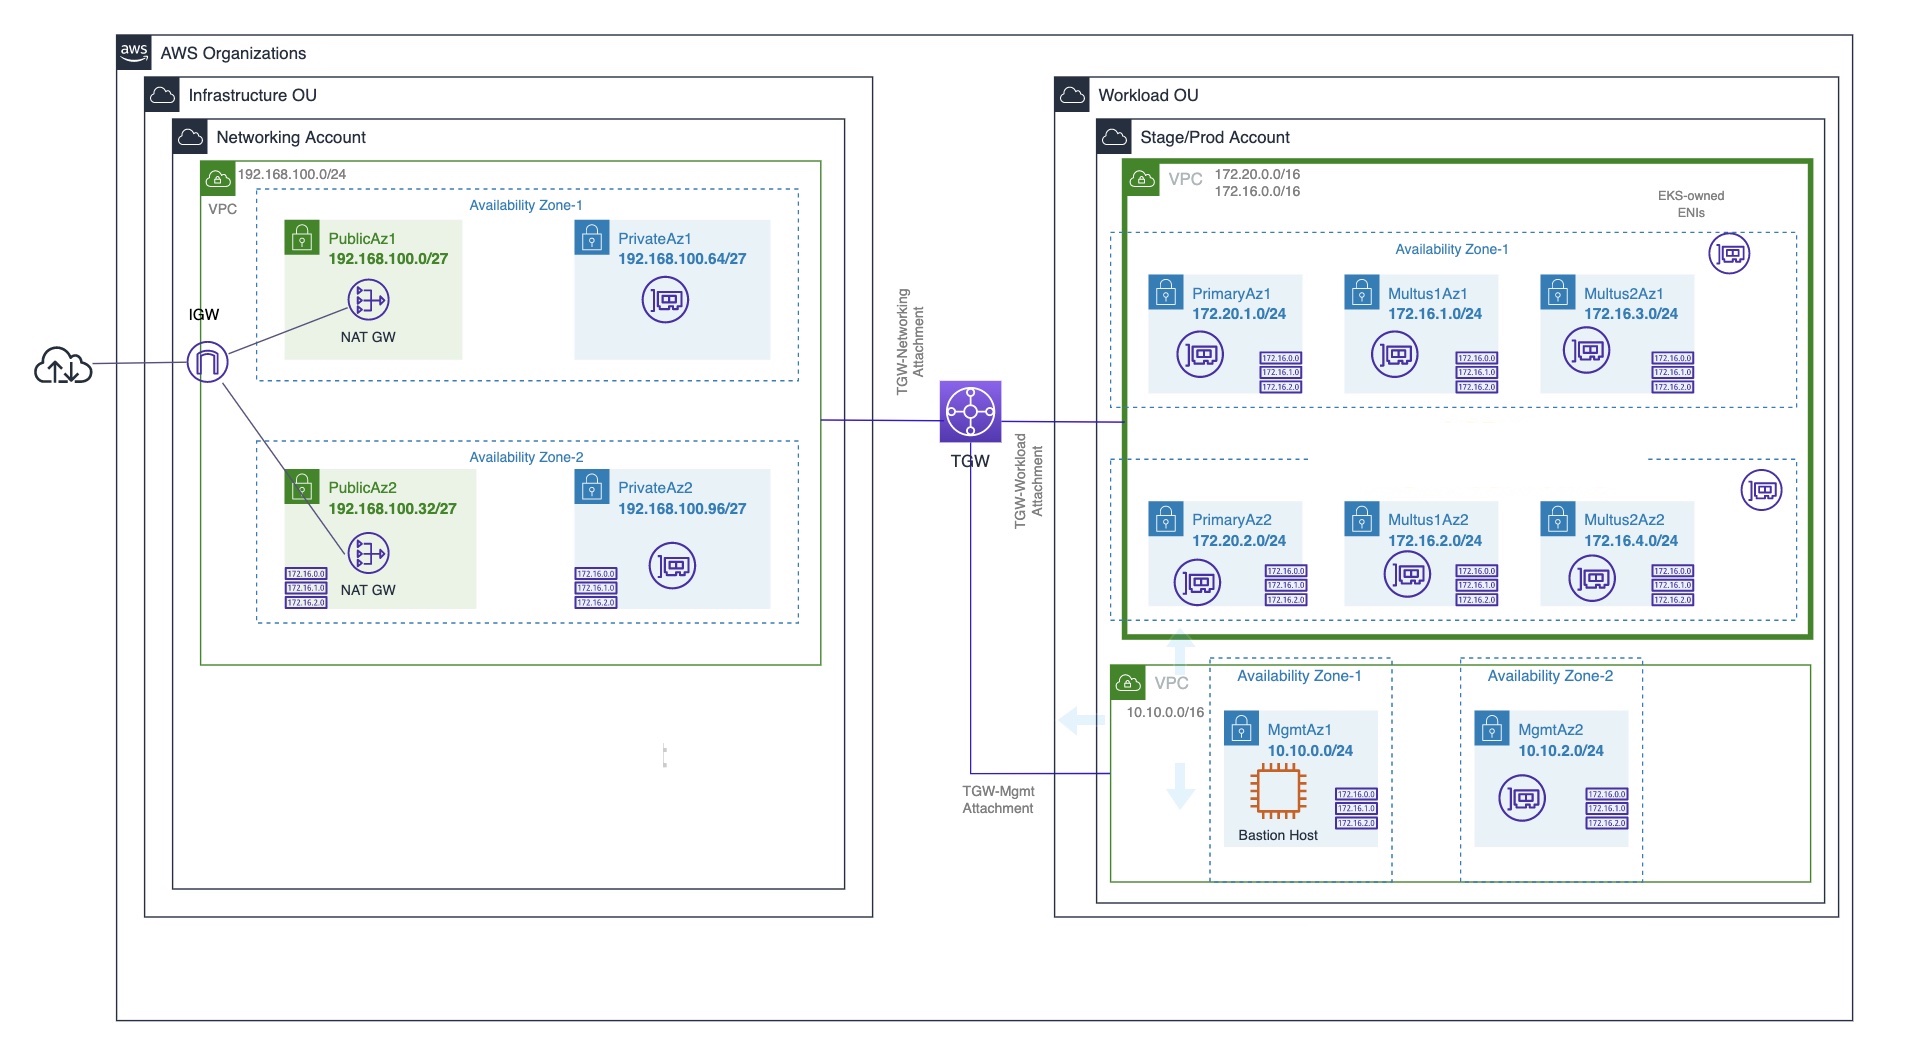 aws
AWS Organizations
Infrastructure OU
Networking Account
192.168.100.0/24
VPC
Availability Zone-1
PublicAz1
192.168.100.0/27
NAT GW
PrivateAz1
192.168.100.64/27
IGW
Availability Zone-2
PublicAz2
192.168.100.32/27
172.16.0.0
172.16.1.0
172.16.2.0
NAT GW
PrivateAz2
192.168.100.96/27
172.16.0.0
172.16.1.0
172.16.2.0
TGW-Networking
Attachment
TGW
TGW-Workload
Attachment
TGW-Mgmt
Attachment
Workload OU
Stage/Prod Account
VPC
172.20.0.0/16
172.16.0.0/16
EKS-owned
ENIs
Availability Zone-1
PrimaryAz1
172.20.1.0/24
172.16.0.0
172.16.1.0
172.16.2.0
Multus1Az1
172.16.1.0/24
172.16.0.0
172.16.1.0
172.16.2.0
Multus2Az1
172.16.3.0/24
172.16.0.0
172.16.1.0
172.16.2.0
PrimaryAz2
172.20.2.0/24
172.16.0.0
172.16.1.0
172.16.2.0
Multus1Az2
172.16.2.0/24
172.16.0.0
172.16.1.0
172.16.2.0
Multus2Az2
172.16.4.0/24
172.16.0.0
172.16.1.0
172.16.2.0
VPC
10.10.0.0/16
Availability Zone-1
MgmtAz1
10.10.0.0/24
Bastion Host
172.16.0.0
172.16.1.0
172.16.2.0
Availability Zone-2
MgmtAz2
10.10.2.0/24
172.16.0.0
172.16.1.0
172.16.2.0